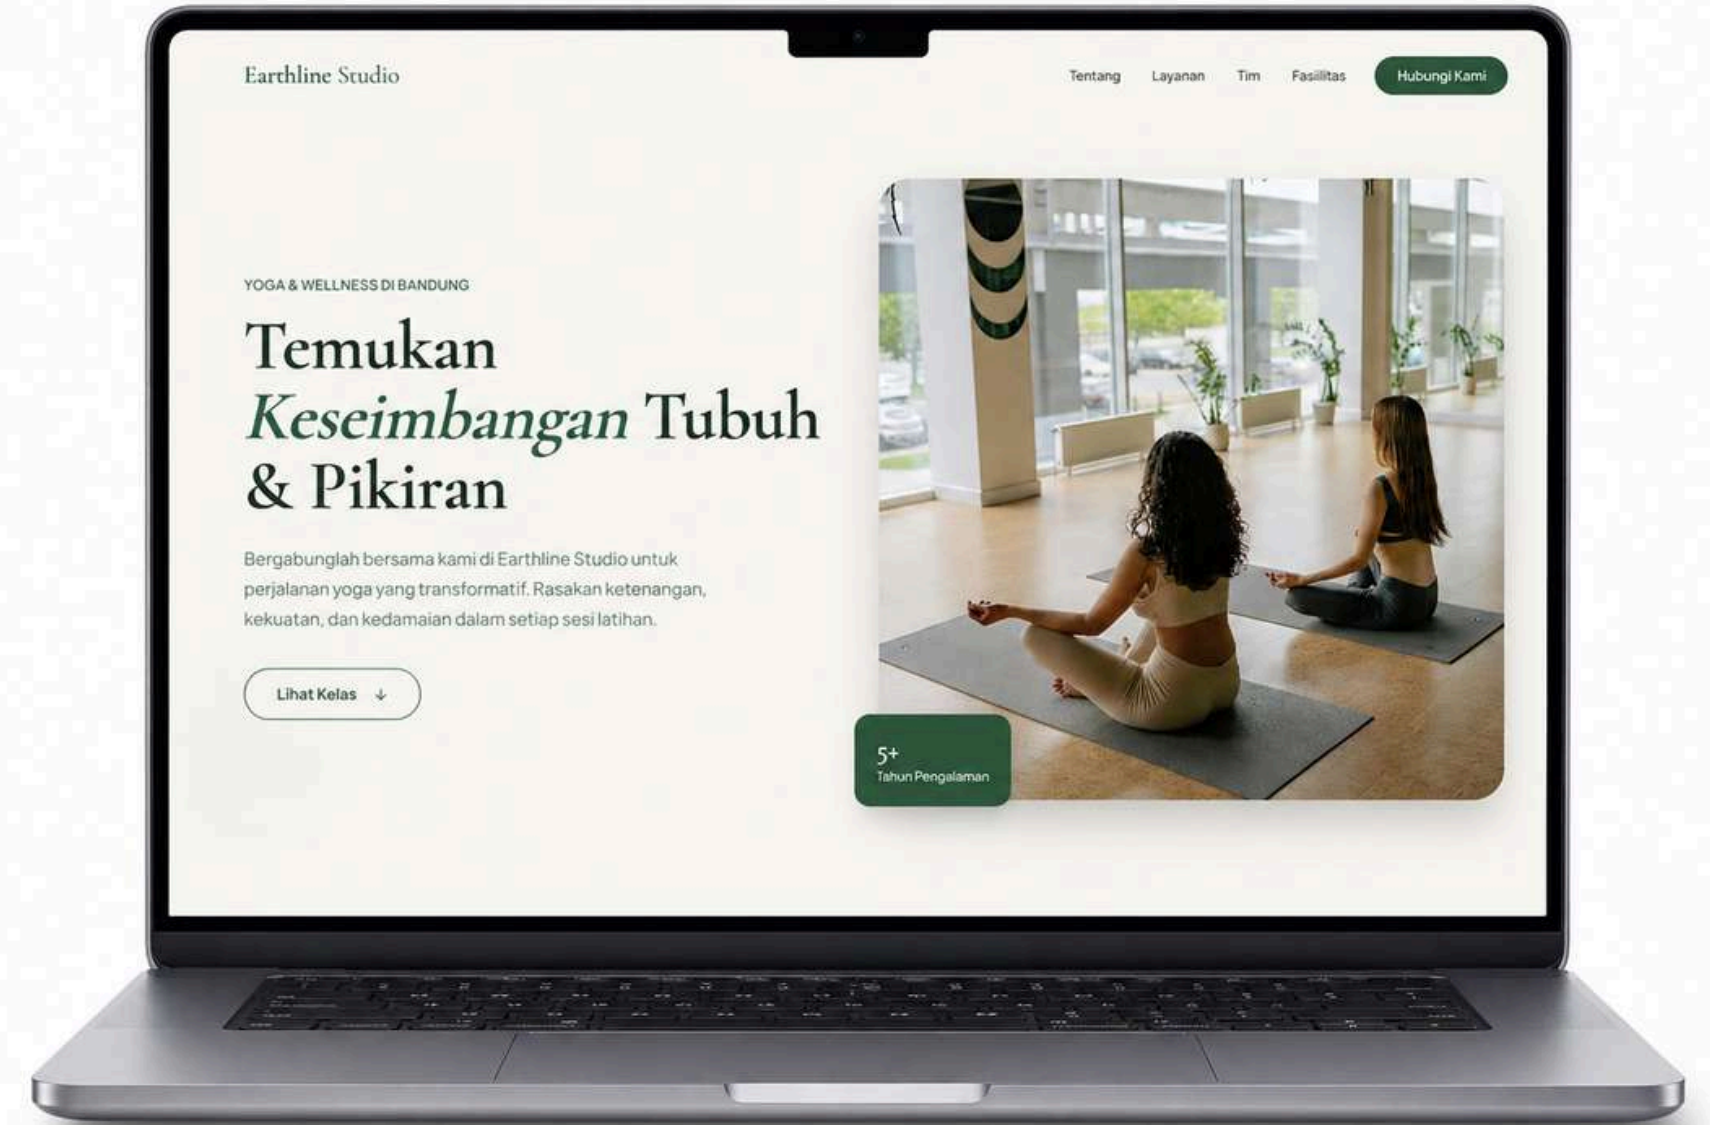 Earthline Studio
Tentang Layanan Tim Fasilitas Hubungi Kami
YOGA & WELLNESS DI BANDUNG
Temukan
Keseimbangan Tubuh
& Pikiran
Bergabunglah bersama kami di Earthline Studio untuk
perjalanan yoga yang transformatif. Rasakan ketenangan,
kekuatan, dan kedamaian dalam setiap sesi latihan.
Lihat Kelas ↓
5+
Tahun Pengalaman